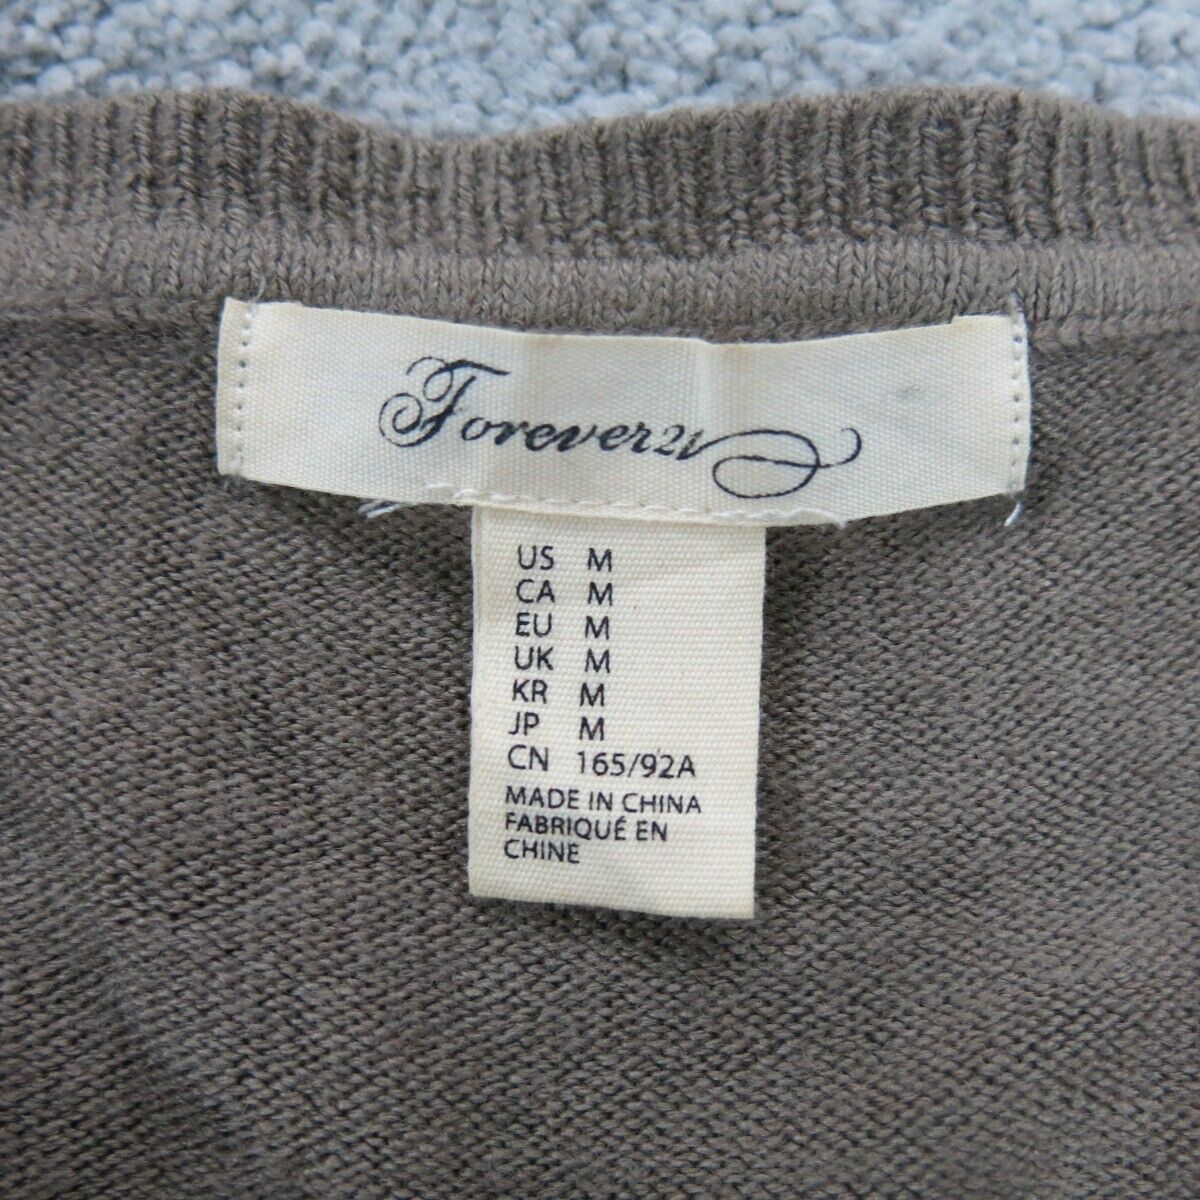 Forever21
US M
CA M
EU M
UK M
KR M
JP M
CN 165/92A
MADE IN CHINA
FABRIQUÉ EN
CHINE